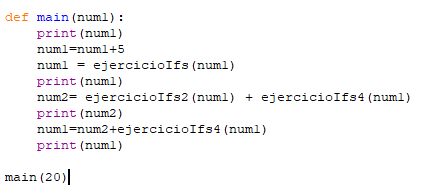 def main(num1):
    print(num1)
    num1=num1+5
    num1 = ejercicioIfs(num1)
    print(num1)
    num2= ejercicioIfs2(num1) + ejercicioIfs4(num1)
    print(num2)
    num1=num2+ejercicioIfs4(num1)
    print(num1)

main(20)